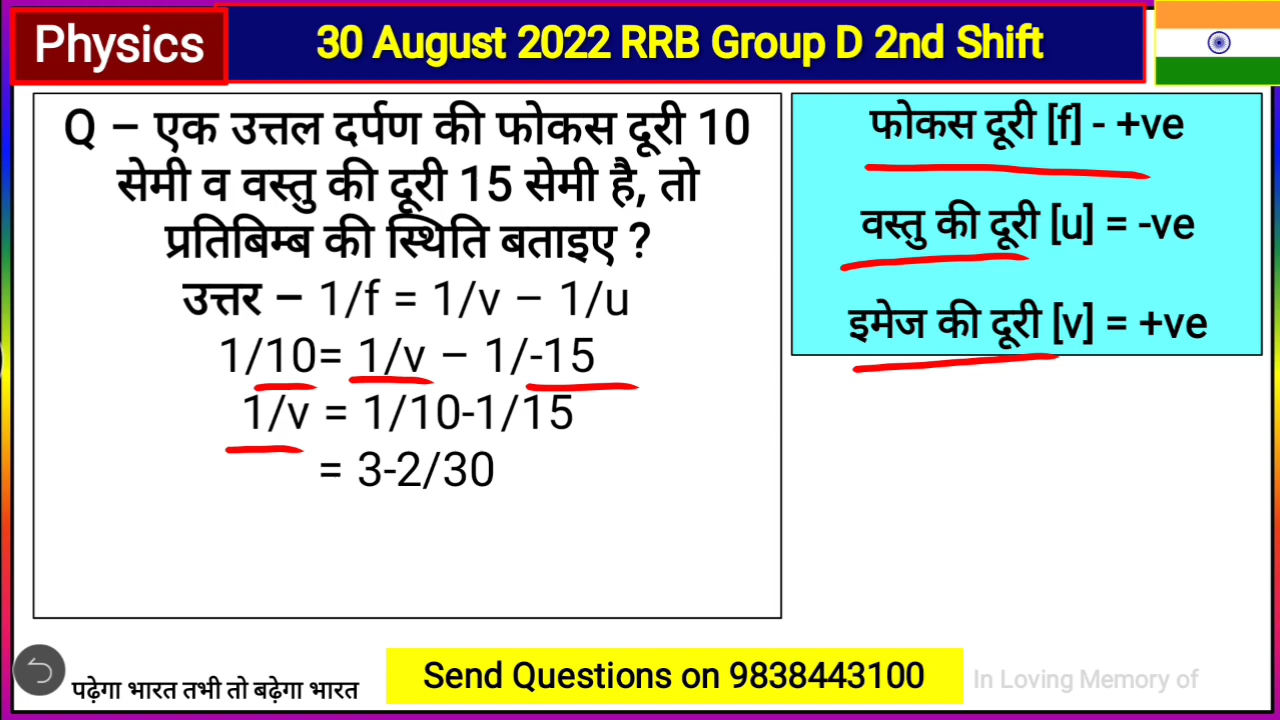 Physics
30 August 2022 RRB Group D 2nd Shift
Q – एक उत्तल दर्पण की फोकस दूरी 10
सेमी व वस्तु की दूरी 15 सेमी है, तो
प्रतिबिम्ब की स्थिति बताइए ?
उत्तर – 1/f = 1/v – 1/u
1/10= 1/v – 1/-15
1/v = 1/10-1/15
= 3-2/30
फोकस दूरी [f] - +ve
वस्तु की दूरी [u] = -ve
इमेज की दूरी [v] = +ve
पढ़ेगा भारत तभी तो बढ़ेगा भारत
Send Questions on 9838443100
In Loving Memory of